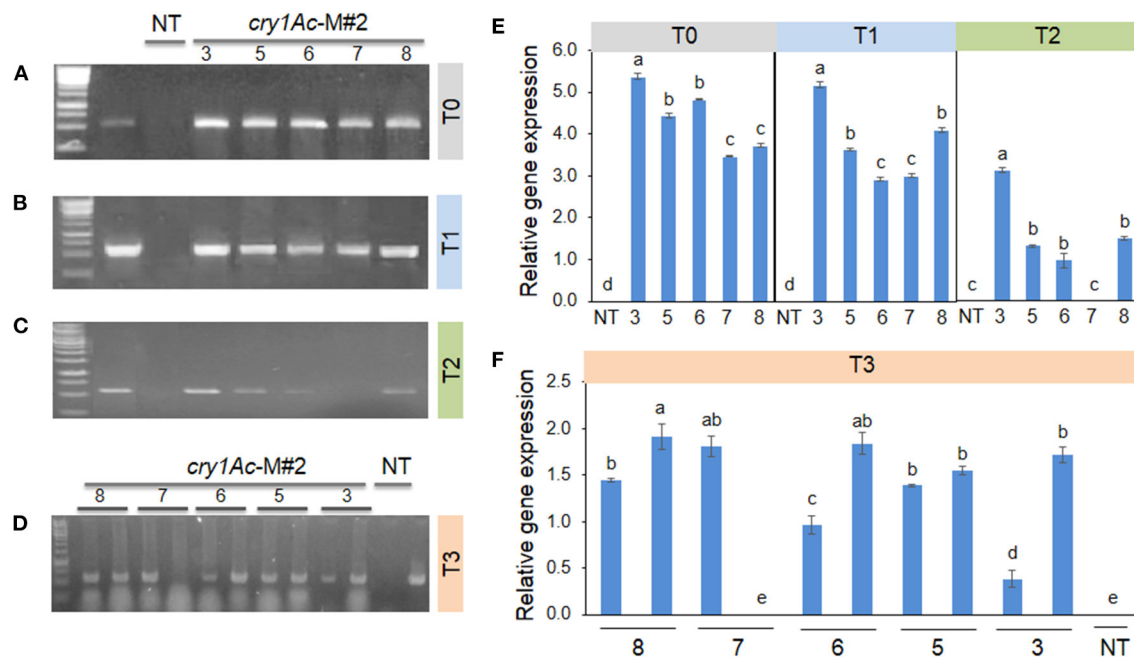 NT cry1Ac-M#2
3 5 6 7 8
A
T0
B
T1
C
T2
cry1Ac-M#2 NT
8 7 6 5 3
D
T3
E
T0 T1 T2
Relative gene expression
6.0
5.0
4.0
3.0
2.0
1.0
0.0
d a b b c c d a b c c b c a b b c b
NT 3 5 6 7 8 NT 3 5 6 7 8 NT 3 5 6 7 8
F
T3
Relative gene expression
2.5
2.0
1.5
1.0
0.5
0.0
b a ab e c ab b b d b e
8 7 6 5 3 NT